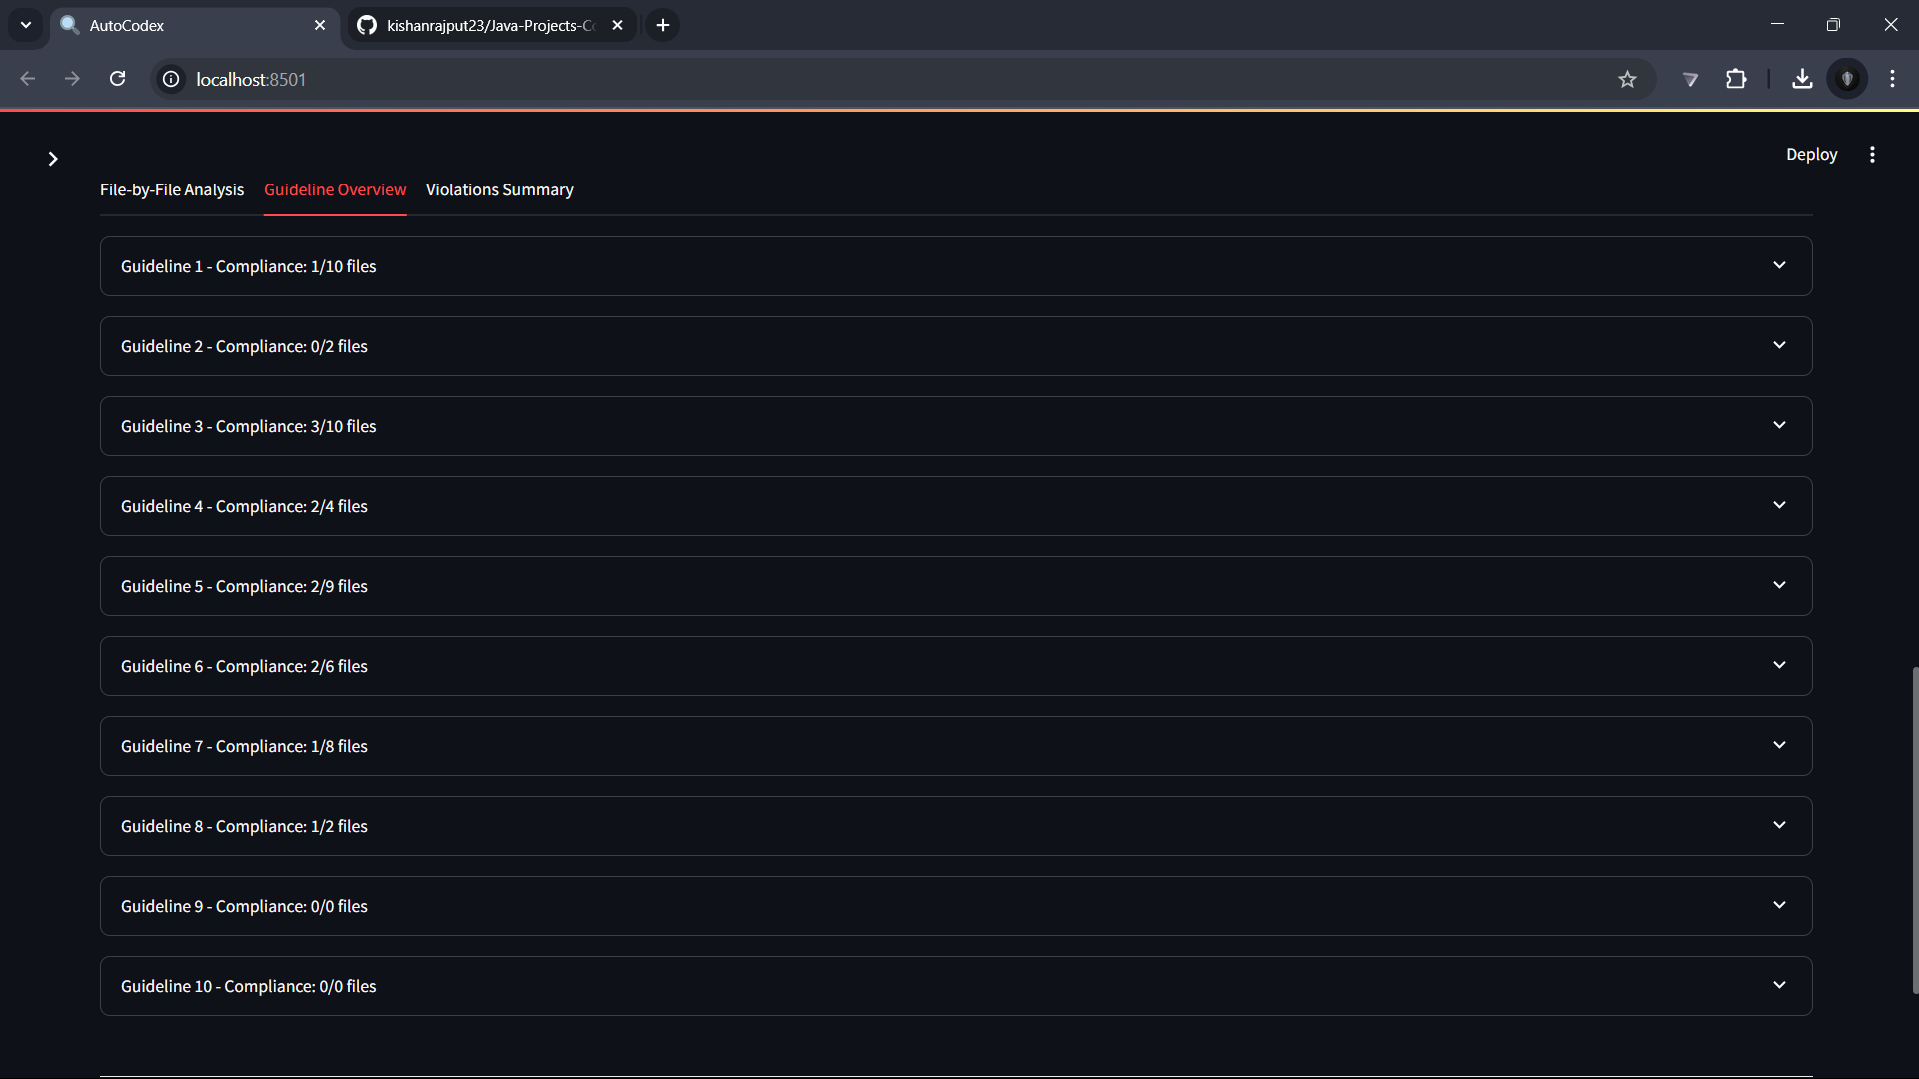 AutoCodex
kishanrajput23/Java-Projects-Co
localhost:8501
Deploy
File-by-File Analysis Guideline Overview Violations Summary
Guideline 1 - Compliance: 1/10 files
Guideline 2 - Compliance: 0/2 files
Guideline 3 - Compliance: 3/10 files
Guideline 4 - Compliance: 2/4 files
Guideline 5 - Compliance: 2/9 files
Guideline 6 - Compliance: 2/6 files
Guideline 7 - Compliance: 1/8 files
Guideline 8 - Compliance: 1/2 files
Guideline 9 - Compliance: 0/0 files
Guideline 10 - Compliance: 0/0 files